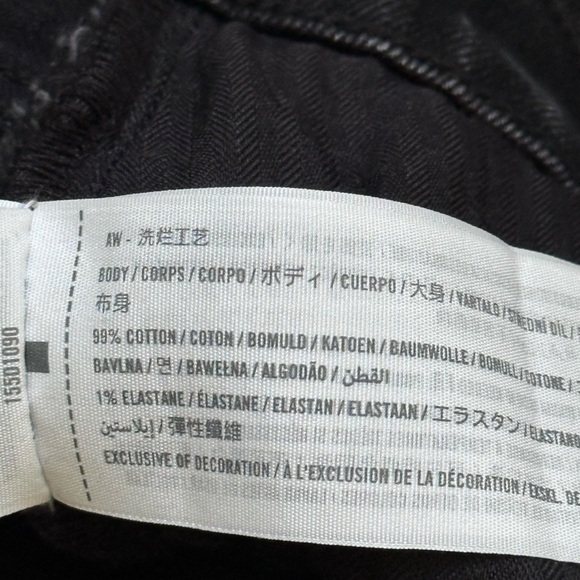 AW - 洗烂工艺
BODY / CORPS / CORPO / ボディ / CUERPO / 大身 / VARTALO / STŘEDNÍ DÍL /
布身
99% COTTON / COTON / BOMULD / KATOEN / BAUMWOLLE / BOMULL / COTONE /
BAVLNA / 면 / BAWEŁNA / ALGODÃO / القطن
1% ELASTANE / ÉLASTANE / ELASTAN / ELASTAAN / エラスタン / ELASTANO
إيلاستين / 彈性纖維
EXCLUSIVE OF DECORATION / À L'EXCLUSION DE LA DÉCORATION / EKSKL. DE
15501090